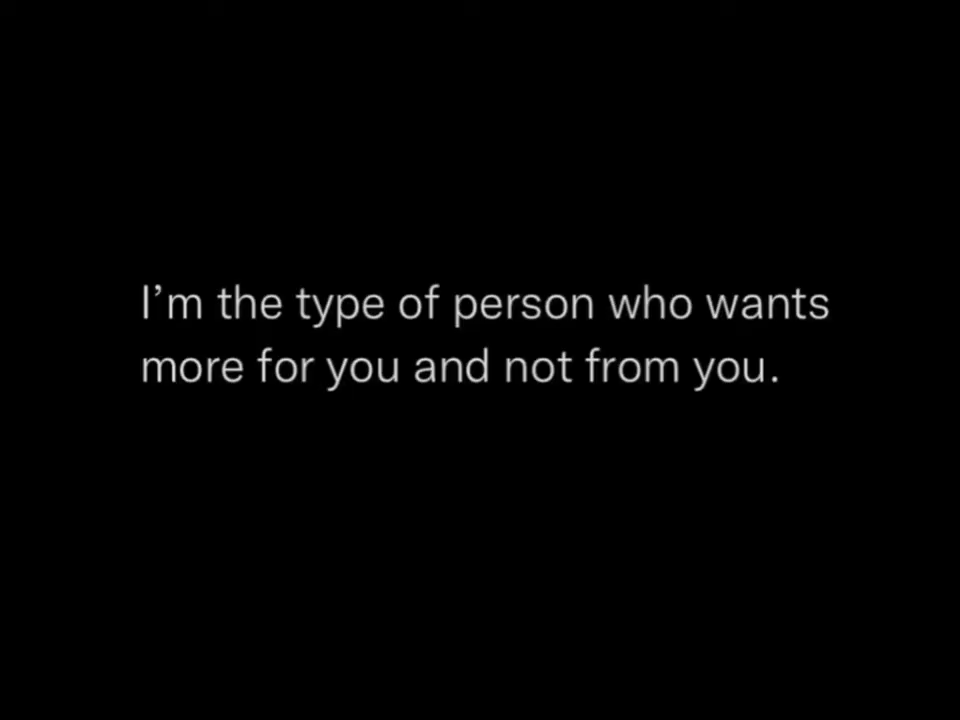 I’m the type of person who wants
more for you and not from you.